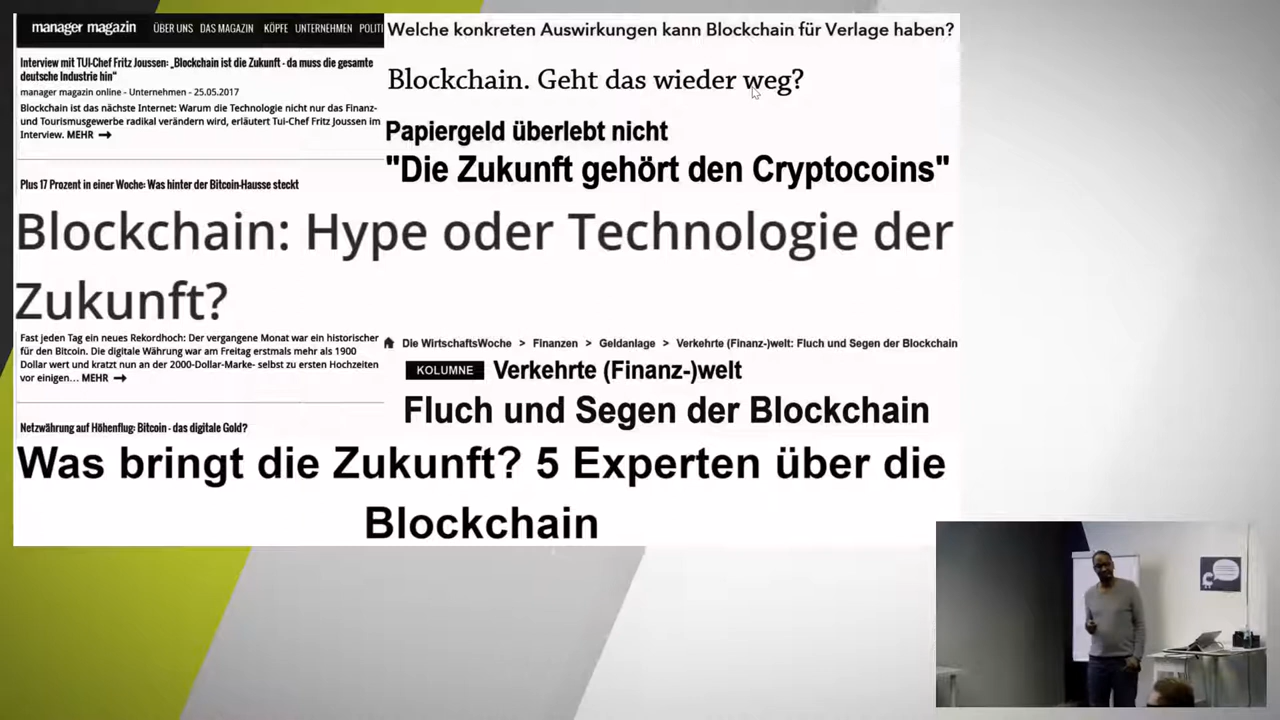 manager magazin ÜBER UNS DAS MAGAZIN KÖPFE UNTERNEHMEN POLITI
Interview mit TUI-Chef Fritz Joussen: „Blockchain ist die Zukunft - da muss die gesamte
deutsche Industrie hin“
manager magazin online - Unternehmen - 25.05.2017
Blockchain ist das nächste Internet: Warum die Technologie nicht nur das Finanz-
und Tourismusgewerbe radikal verändern wird, erläutert Tui-Chef Fritz Joussen im
Interview. MEHR
Plus 17 Prozent in einer Woche: Was hinter der Bitcoin-Hausse steckt
Welche konkreten Auswirkungen kann Blockchain für Verlage haben?
Blockchain. Geht das wieder weg?
Papiergeld überlebt nicht
"Die Zukunft gehört den Cryptocoins"
Blockchain: Hype oder Technologie der
Zukunft?
Fast jeden Tag ein neues Rekordhoch: Der vergangene Monat war ein historischer
für den Bitcoin. Die digitale Währung war am Freitag erstmals mehr als 1900
Dollar wert und kratzt nun an der 2000-Dollar-Marke- selbst zu ersten Hochzeiten
vor einigen... MEHR
Netzwährung auf Höhenflug: Bitcoin - das digitale Gold?
Die WirtschaftsWoche > Finanzen > Geldanlage > Verkehrte (Finanz-)welt: Fluch und Segen der Blockchain
KOLUMNE Verkehrte (Finanz-)welt
Fluch und Segen der Blockchain
Was bringt die Zukunft? 5 Experten über die
Blockchain